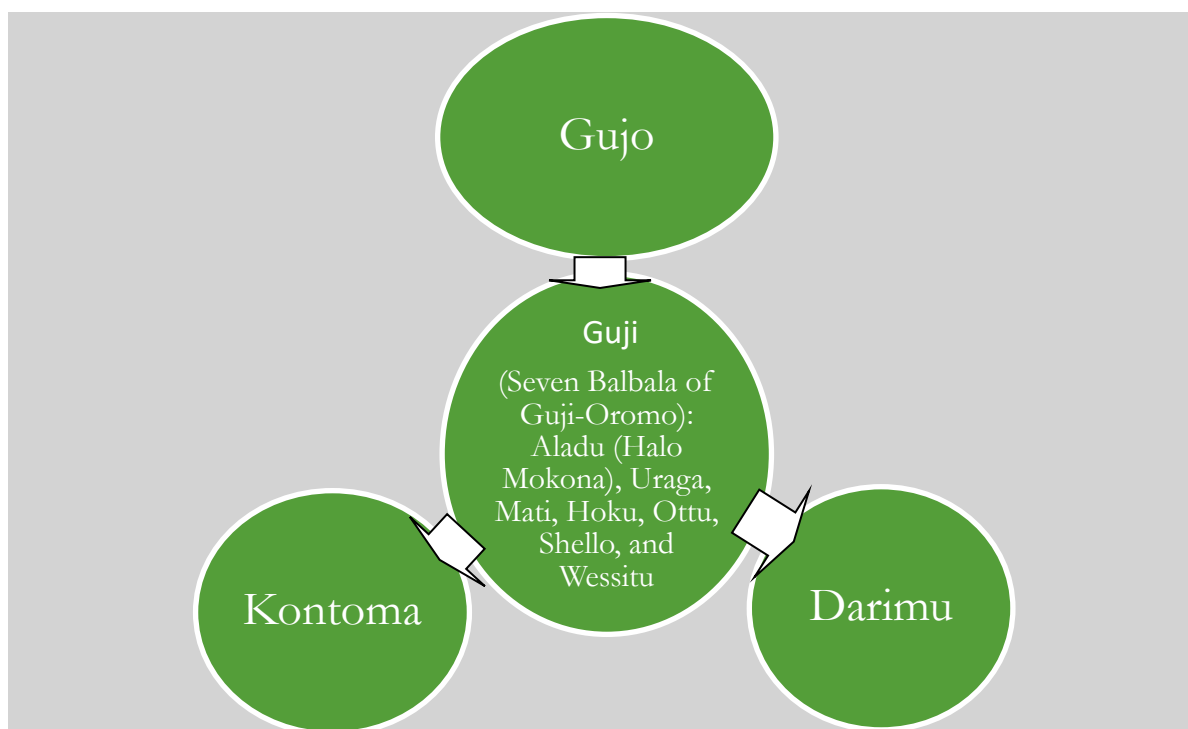 Gujo
Guji
(Seven Balbala of
Guji-Oromo):
Aladu (Halo
Mokona), Uraga,
Mati, Hoku, Ottu,
Shello, and
Wessitu
Kontoma
Darimu